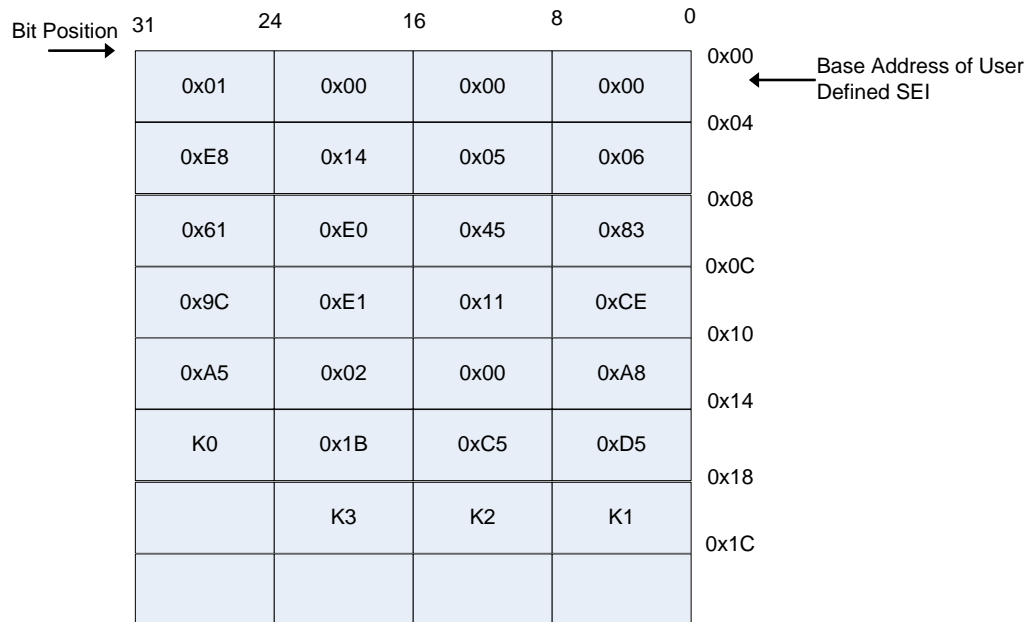 Bit Position 31 24 16 8 0
0x00
Base Address of User
Defined SEI
0x01 0x00 0x00 0x00
0x04
0xE8 0x14 0x05 0x06
0x08
0x61 0xE0 0x45 0x83
0x0C
0x9C 0xE1 0x11 0xCE
0x10
0xA5 0x02 0x00 0xA8
0x14
K0 0x1B 0xC5 0xD5
0x18
K3 K2 K1
0x1C